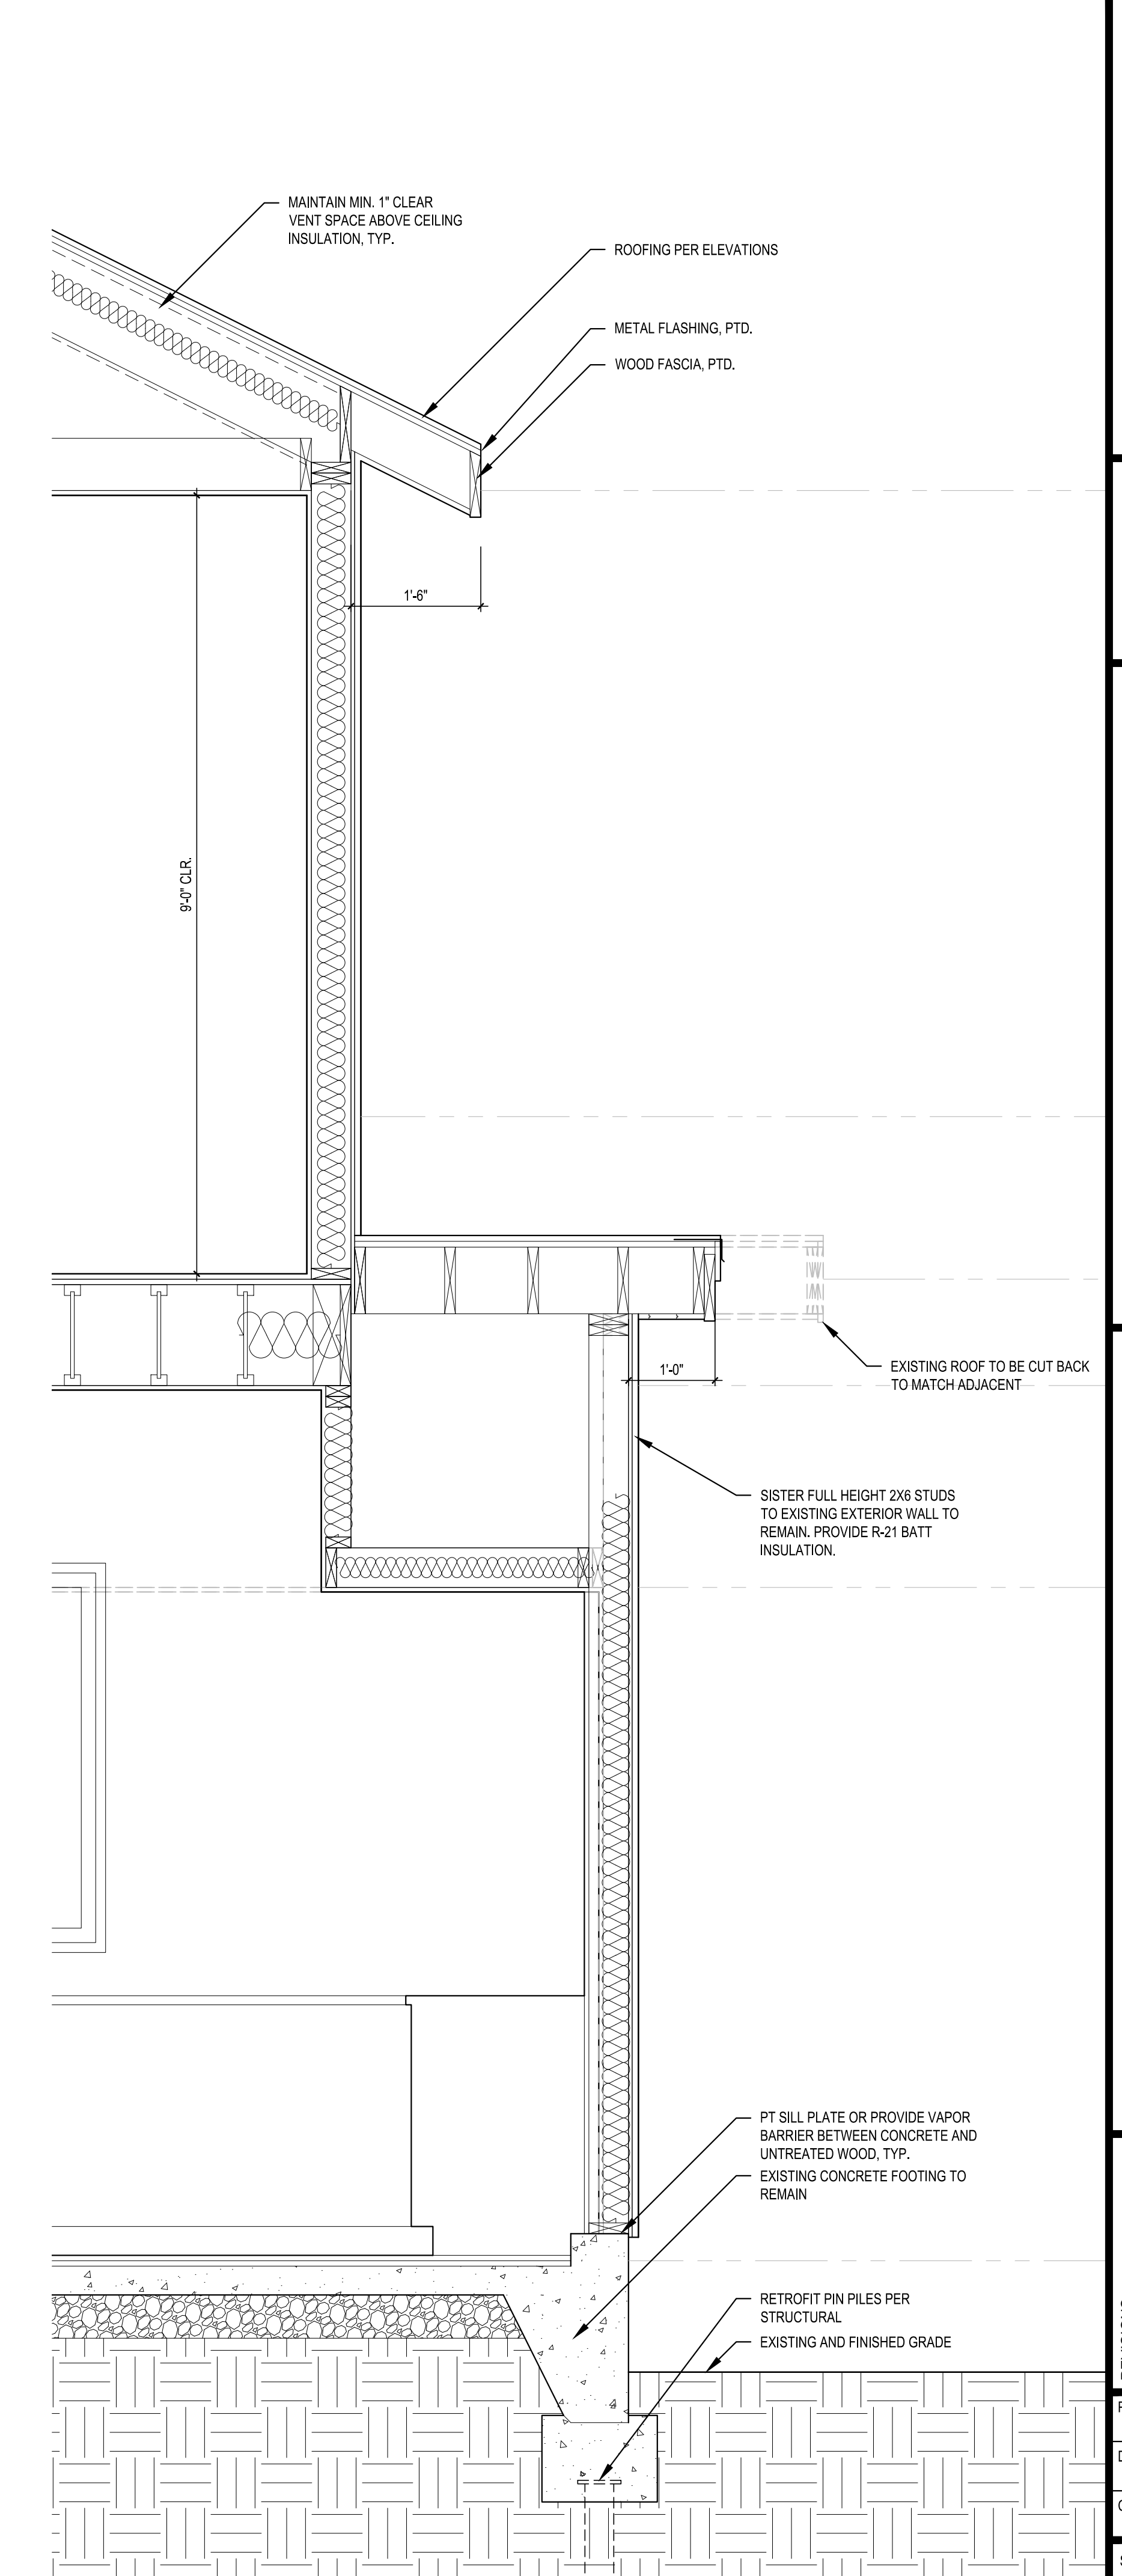 MAINTAIN MIN. 1" CLEAR
VENT SPACE ABOVE CEILING
INSULATION, TYP.
ROOFING PER ELEVATIONS
METAL FLASHING, PTD.
WOOD FASCIA, PTD.
1'-6"
9'-0" CLR.
EXISTING ROOF TO BE CUT BACK
TO MATCH ADJACENT
1'-0"
SISTER FULL HEIGHT 2X6 STUDS
TO EXISTING EXTERIOR WALL TO
REMAIN. PROVIDE R-21 BATT
INSULATION.
PT SILL PLATE OR PROVIDE VAPOR
BARRIER BETWEEN CONCRETE AND
UNTREATED WOOD, TYP.
EXISTING CONCRETE FOOTING TO
REMAIN
RETROFIT PIN PILES PER
STRUCTURAL
EXISTING AND FINISHED GRADE